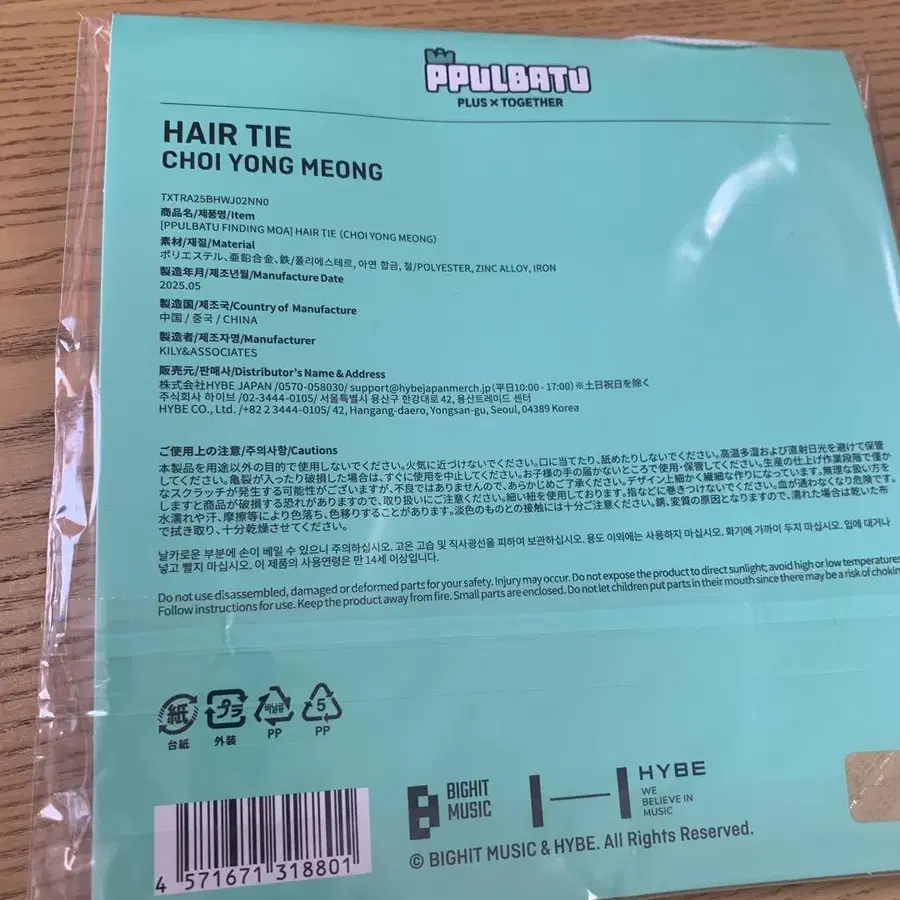 PPULBATU
PLUS × TOGETHER
HAIR TIE
CHOI YONG MEONG
TXTRA25BHWJ02NN0
商品名/제품명/Item
[PPULBATU FINDING MOA] HAIR TIE (CHOI YONG MEONG)
素材/재질/Material
ポリエステル、亜鉛合金、鉄/폴리에스테르, 아연 합금, 철/POLYESTER, ZINC ALLOY, IRON
製造年月/제조년월/Manufacture Date
2025.05
製造国/제조국/Country of Manufacture
中国 / 중국 / CHINA
製造者/제조자명/Manufacturer
KILY&ASSOCIATES
販売元/판매사/Distributor's Name & Address
株式会社HYBE JAPAN /0570-058030/ support@hybejapanmerch.jp (平日10:00 - 17:00) ※土日祝日を除く
주식회사 하이브 /02-3444-0105/ 서울특별시 용산구 한강대로 42, 용산트레이드 센터
HYBE CO., Ltd. /+82 2 3444-0105/ 42, Hangang-daero, Yongsan-gu, Seoul, 04389 Korea
ご使用上の注意/주의사항/Cautions
本製品を用途以外の目的で使用しないでください。火気に近づけないでください。口に当てたり、舐めたりしないでください。高温多湿および直射日光を避けて保管
してください。亀裂が入ったり破損した場合は、すぐに使用を中止してください。お子様の手の届かないところで使用・保管してください。生産の仕上げ作業段階で僅か
なスクラッチが発生する可能性がございますが、不良ではありませんので、あらかじめご了承ください。デザイン上細かく繊細な作りになっています。無理な扱い方を
しますと商品が破損する恐れがありますので、取り扱いにご注意ください。細い紐を使用しております。指などに巻きつけないでください。血が通わなくなり危険です。
水濡れや汗、摩擦等により色落ち、色移りすることがあります。淡色のものとの接触には十分ご注意ください。錆、変質の原因となりますので、濡れた場合は乾いた布
で拭き取り、十分乾燥させてください。
날카로운 부분에 손이 베일 수 있으니 주의하십시오. 고온 고습 및 직사광선을 피하여 보관하십시오. 용도 이외에는 사용하지 마십시오. 화기에 가까이 두지 마십시오. 입에 대거나
넣고 빨지 마십시오. 이 제품의 사용연령은 만 14세 이상입니다.
Do not use disassembled, damaged or deformed parts for your safety. Injury may occur. Do not expose the product to direct sunlight; avoid high or low temperatures
Follow instructions for use. Keep the product away from fire. Small parts are enclosed. Do not let children put parts in their mouth since there may be a risk of choking
紙 プラ 비닐류 5
台紙 外装 PP PP
BIGHIT
MUSIC
HYBE
WE
BELIEVE IN
MUSIC
© BIGHIT MUSIC & HYBE. All Rights Reserved.
4 571671 318801